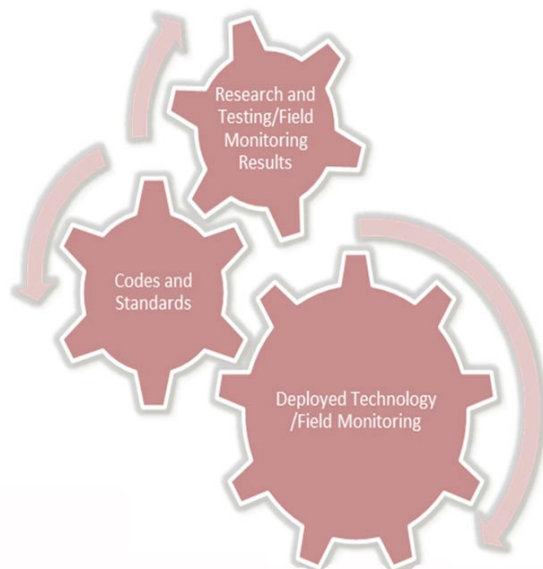 Research and
Testing/Field
Monitoring
Results
Codes and
Standards
Deployed Technology
/Field Monitoring